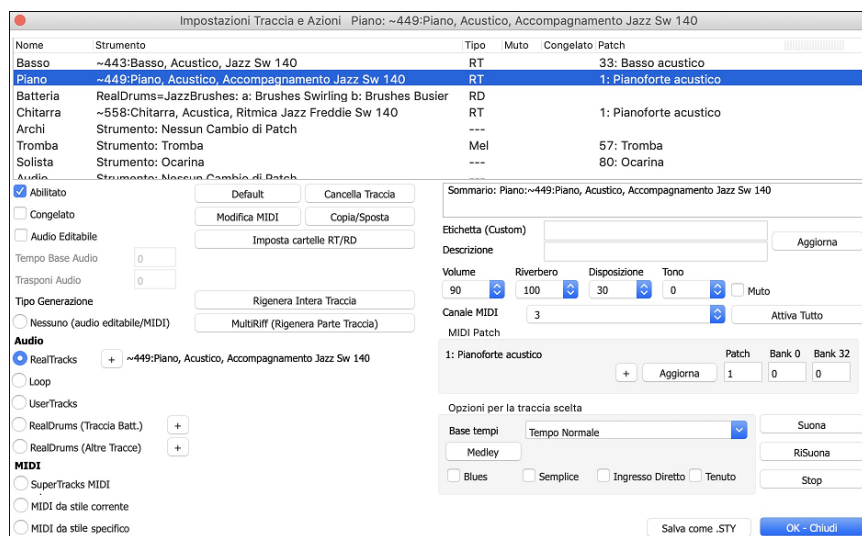 Impostazioni Traccia e Azioni Piano: ~449:Piano, Acustico, Accompagnamento Jazz Sw 140
Nome Strumento Tipo Muto Congelato Patch
Basso ~443:Basso, Acustico, Jazz Sw 140 RT 33: Basso acustico
Piano ~449:Piano, Acustico, Accompagnamento Jazz Sw 140 RT 1: Pianoforte acustico
Batteria RealDrums=JazzBrushes: a: Brushes Swirling b: Brushes Busier RD
Chitarra ~558:Chitarra, Acustica, Ritmica Jazz Freddie Sw 140 RT 1: Pianoforte acustico
Archi Strumento: Nessun Cambio di Patch ---
Tromba Strumento: Tromba Mel 57: Tromba
Solista Strumento: Ocarina --- 80: Ocarina
Audio Strumento: Nessun Cambio di Patch ---
Abilitato Default Cancella Traccia
Congelato Modifica MIDI Copia/Sposta
Audio Editabile Imposta cartelle RT/RD
Tempo Base Audio 0
Trasponi Audio 0
Tipo Generazione Rigenera Intera Traccia
Nessuno (audio editabile/MIDI) MultiRiff (Rigenera Parte Traccia)
Audio
RealTracks + ~449:Piano, Acustico, Accompagnamento Jazz Sw 140
Loop
UserTracks
RealDrums (Traccia Batt.) +
RealDrums (Altre Tracce) +
MIDI
SuperTracks MIDI
MIDI da stile corrente
MIDI da stile specifico
Sommario: Piano:~449:Piano, Acustico, Accompagnamento Jazz Sw 140
Etichetta (Custom)
Descrizione
Aggiorna
Volume Riverbero Disposizione Tono
90 100 30 0 Muto
Canale MIDI 3 Attiva Tutto
MIDI Patch
1: Pianoforte acustico Patch Bank 0 Bank 32
+ Aggiorna 1 0 0
Opzioni per la traccia scelta
Base tempi Tempo Normale Suona
Medley RiSuona
Blues Semplice Ingresso Diretto Tenuto Stop
Salva come .STY OK - Chiudi